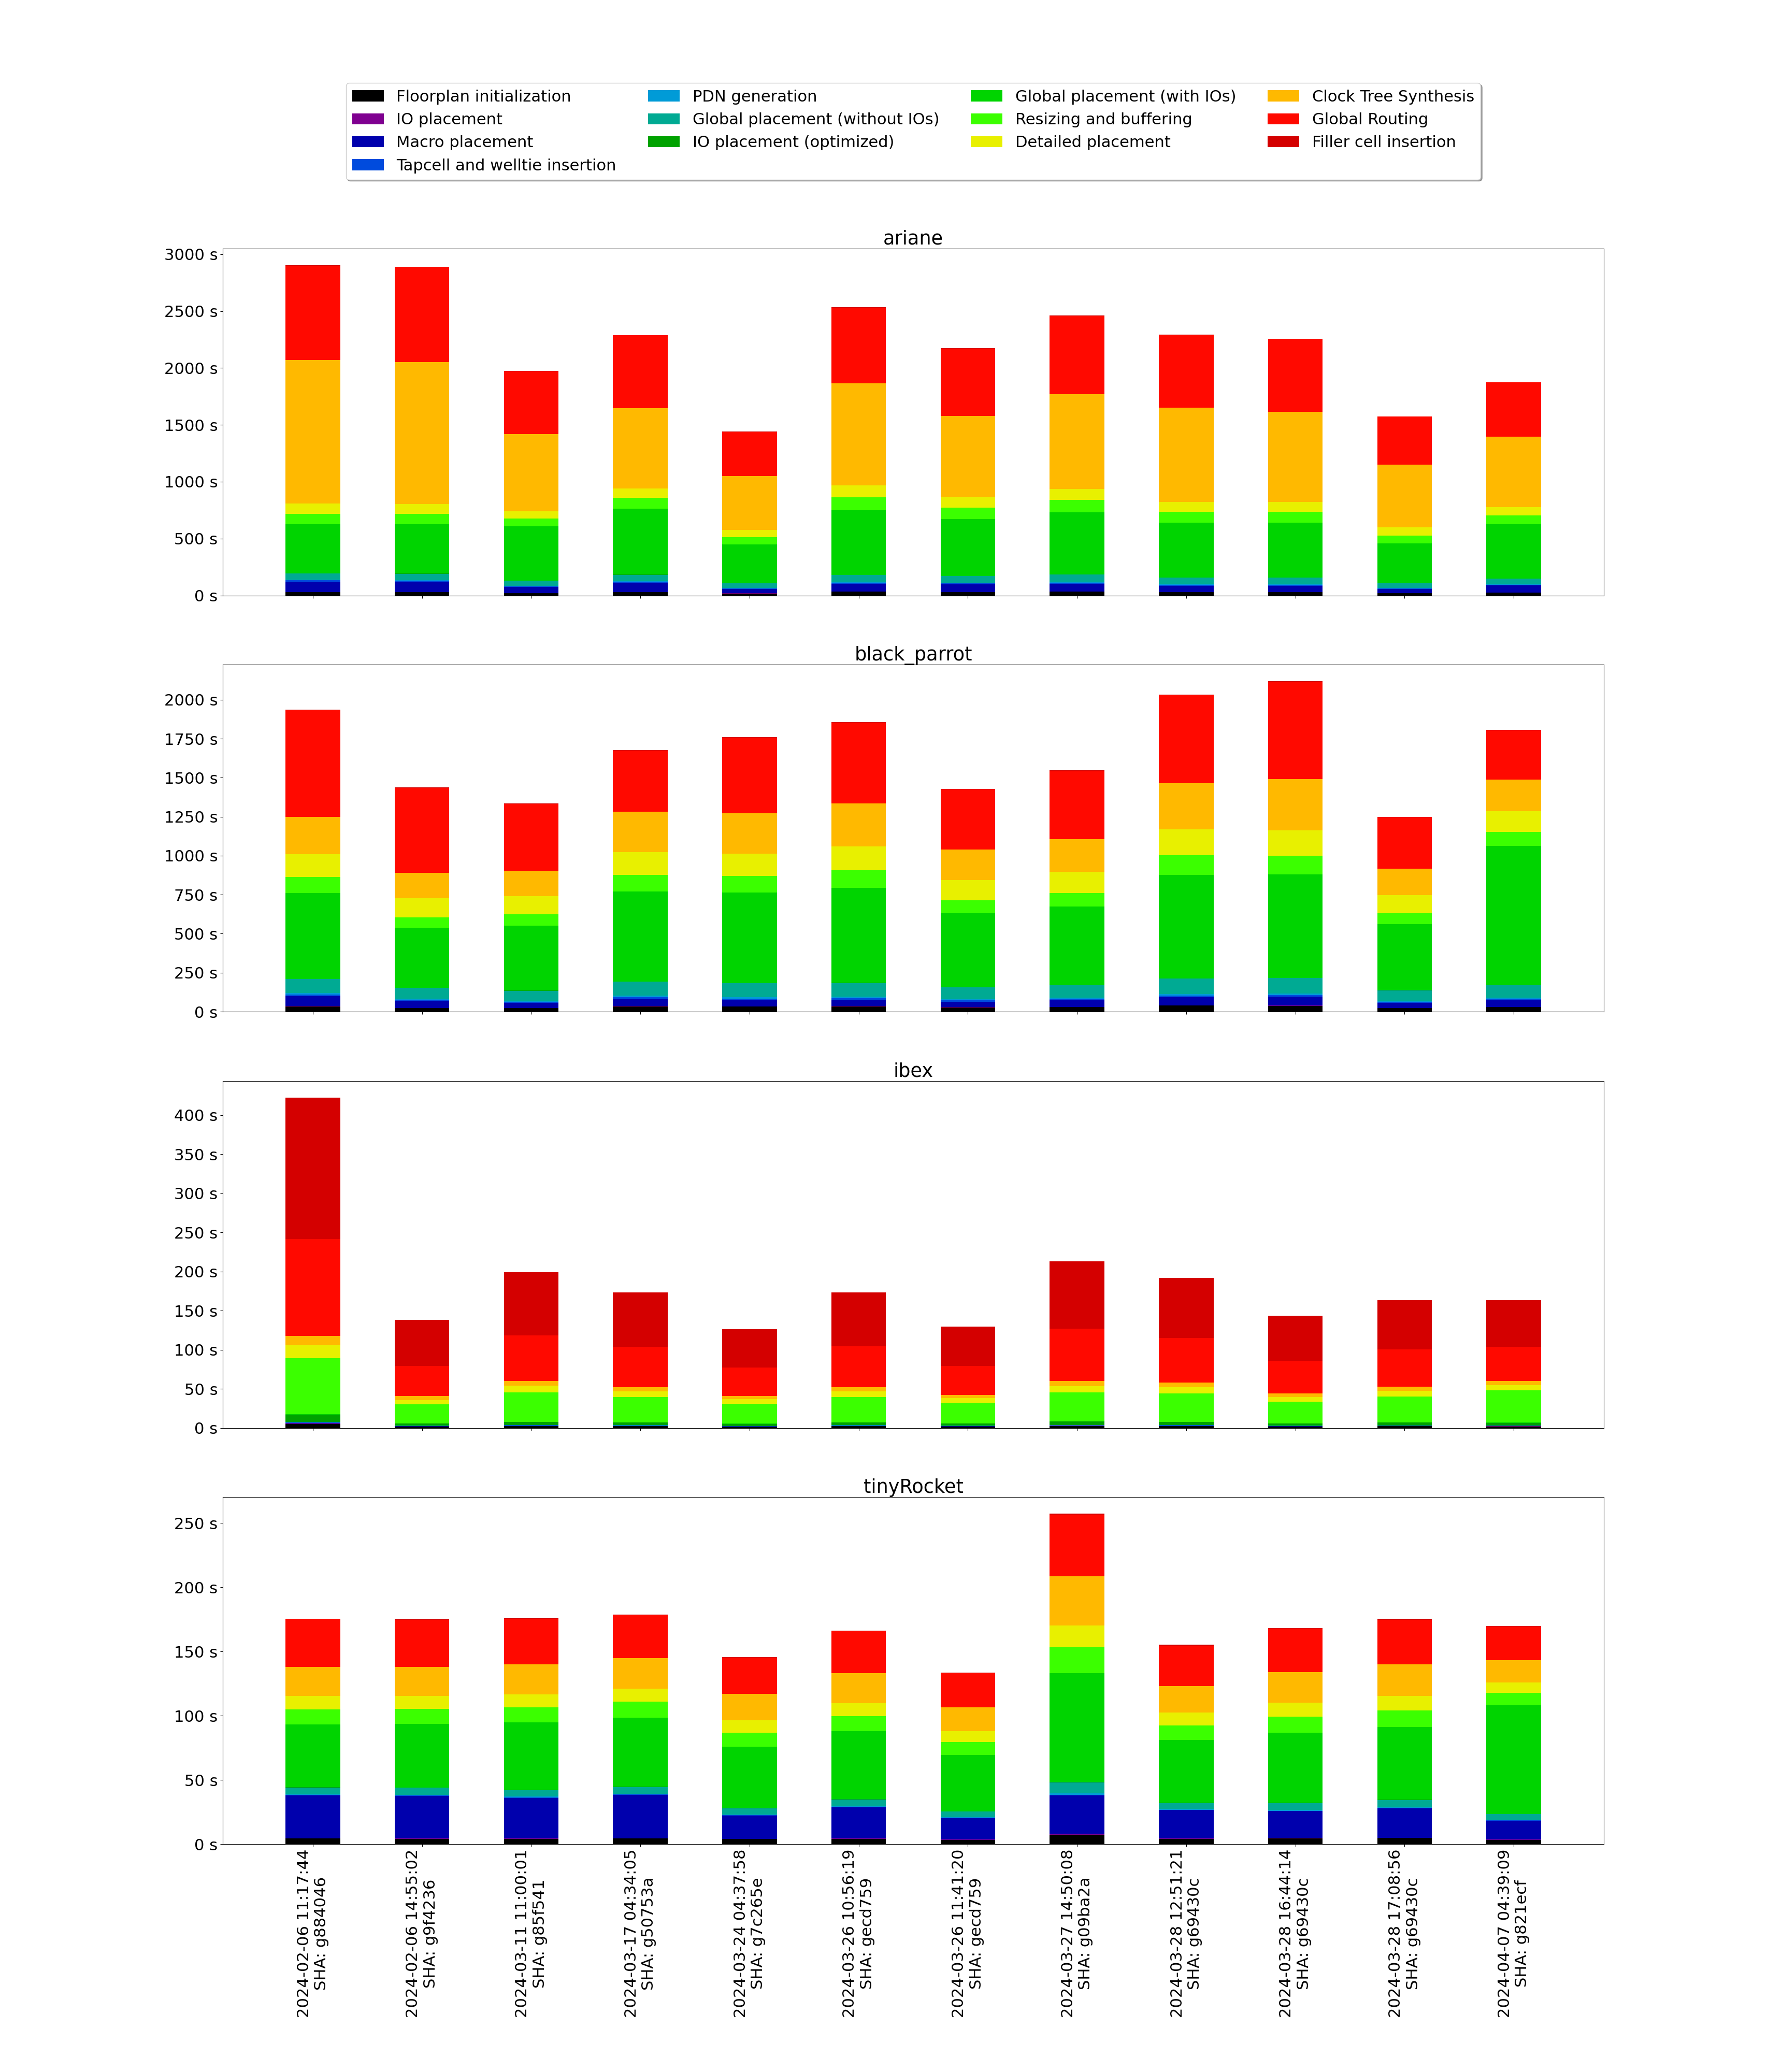 Floorplan initialization
IO placement
Macro placement
Tapcell and welltie insertion
PDN generation
Global placement (without IOs)
IO placement (optimized)
Global placement (with IOs)
Resizing and buffering
Detailed placement
Clock Tree Synthesis
Global Routing
Filler cell insertion
ariane
3000 s
2500 s
2000 s
1500 s
1000 s
500 s
0 s
black_parrot
2000 s
1750 s
1500 s
1250 s
1000 s
750 s
500 s
250 s
0 s
ibex
400 s
350 s
300 s
250 s
200 s
150 s
100 s
50 s
0 s
tinyRocket
250 s
200 s
150 s
100 s
50 s
0 s
2024-02-06 11:17:44
SHA: g884046
2024-02-06 14:55:02
SHA: g9f4236
2024-03-11 11:00:01
SHA: g85f541
2024-03-17 04:34:05
SHA: g50753a
2024-03-24 04:37:58
SHA: g7c265e
2024-03-26 10:56:19
SHA: gecd759
2024-03-26 11:41:20
SHA: gecd759
2024-03-27 14:50:08
SHA: g09ba2a
2024-03-28 12:51:21
SHA: g69430c
2024-03-28 16:44:14
SHA: g69430c
2024-03-28 17:08:56
SHA: g69430c
2024-04-07 04:39:09
SHA: g821ecf